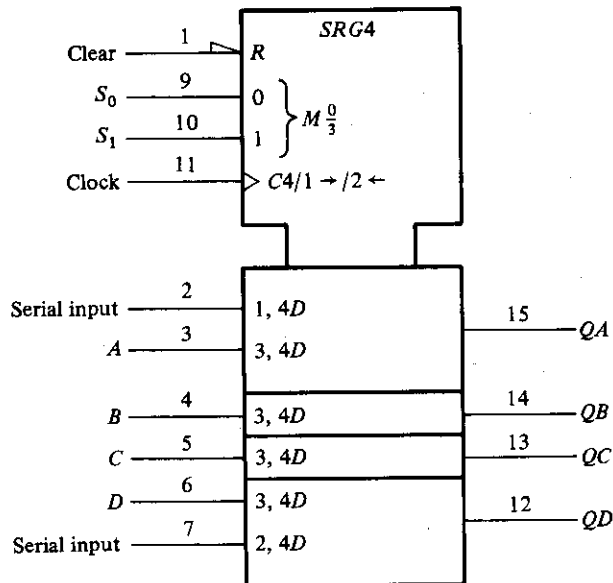 SRG4
Clear 1 R
S₀ 9 0
S₁ 10 1
M 0/3
Clock 11 C4/1 → /2 ←
Serial input 2 1, 4D
15 QA
A 3 3, 4D
B 4 3, 4D 14 QB
C 5 3, 4D 13 QC
D 6 3, 4D
12 QD
Serial input 7 2, 4D